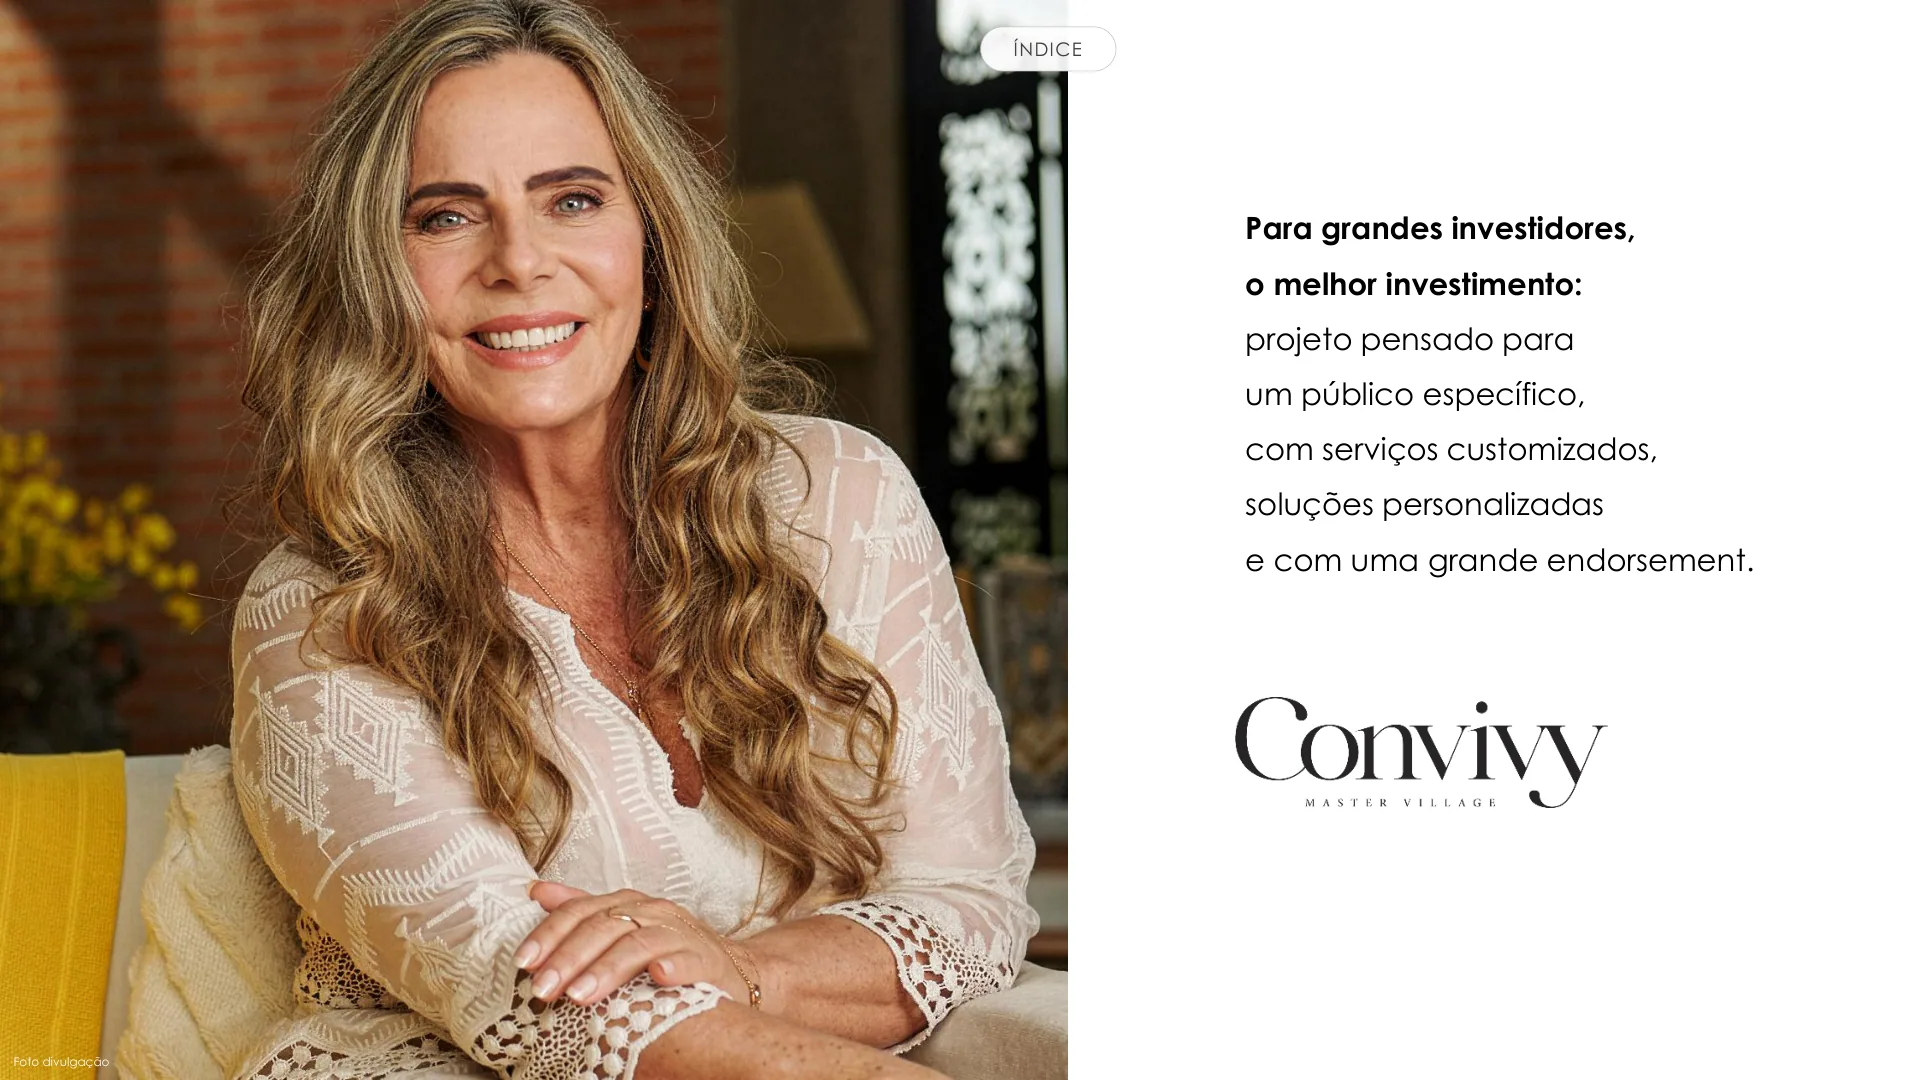 ÍNDICE
Para grandes investidores,
o melhor investimento:
projeto pensado para
um público específico,
com serviços customizados,
soluções personalizadas
e com uma grande endorsement.
Convivy
MASTER VILLAGE
Foto divulgação